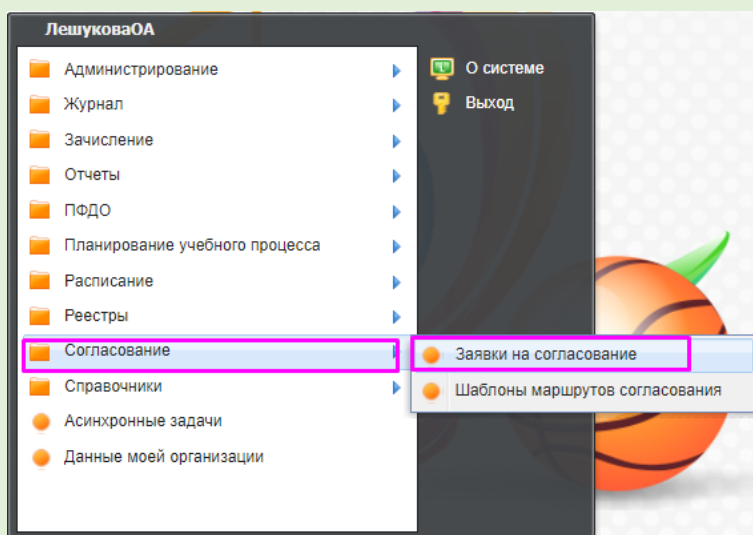 ЛешуковаОА
Администрирование
Журнал
Зачисление
Отчеты
ПФДО
Планирование учебного процесса
Расписание
Реестры
Согласование
Справочники
Асинхронные задачи
Данные моей организации
О системе
Выход
Заявки на согласование
Шаблоны маршрутов согласования